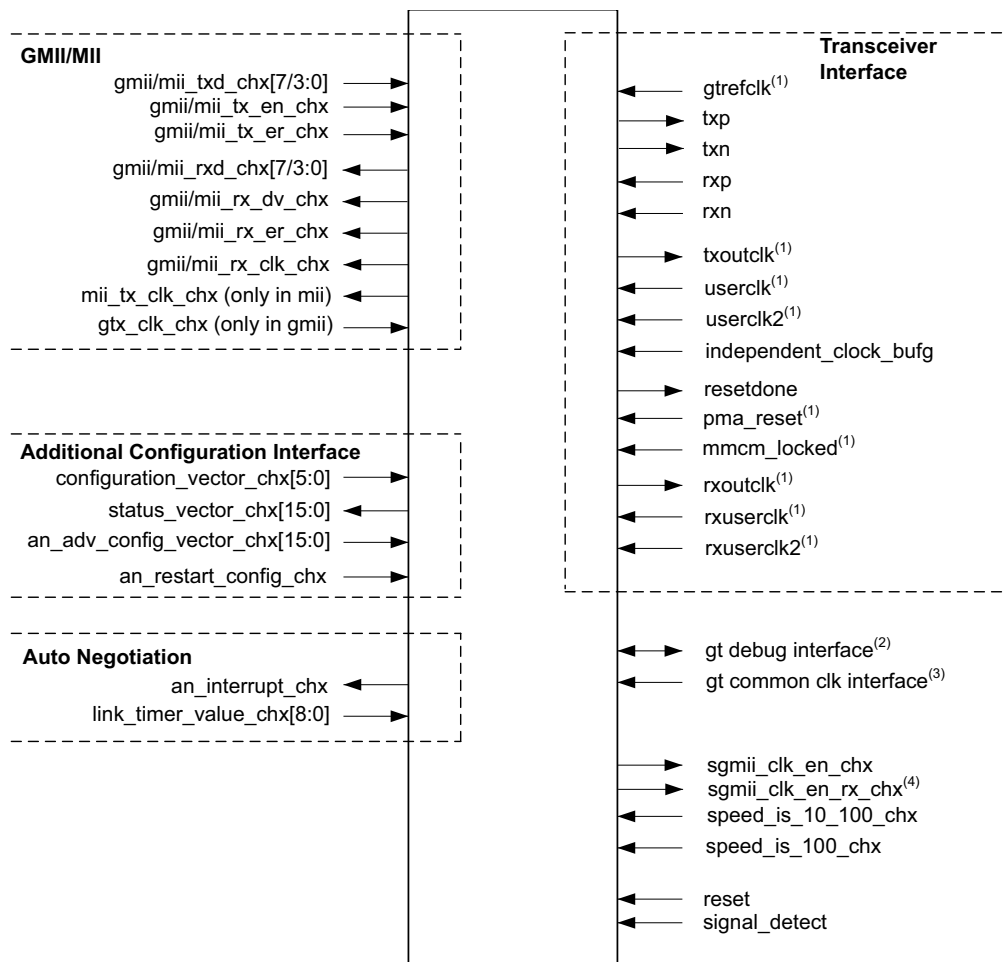 GMII/MII
gmii/mii_txd_chx[7/3:0]
gmii/mii_tx_en_chx
gmii/mii_tx_er_chx
gmii/mii_rxd_chx[7/3:0]
gmii/mii_rx_dv_chx
gmii/mii_rx_er_chx
gmii/mii_rx_clk_chx
mii_tx_clk_chx (only in mii)
gtx_clk_chx (only in gmii)
Additional Configuration Interface
configuration_vector_chx[5:0]
status_vector_chx[15:0]
an_adv_config_vector_chx[15:0]
an_restart_config_chx
Auto Negotiation
an_interrupt_chx
link_timer_value_chx[8:0]
Transceiver
Interface
gtrefclk(1)
txp
txn
rxp
rxn
txoutclk(1)
userclk(1)
userclk2(1)
independent_clock_bufg
resetdone
pma_reset(1)
mmcm_locked(1)
rxoutclk(1)
rxuserclk(1)
rxuserclk2(1)
gt debug interface(2)
gt common clk interface(3)
sgmii_clk_en_chx
sgmii_clk_en_rx_chx(4)
speed_is_10_100_chx
speed_is_100_chx
reset
signal_detect